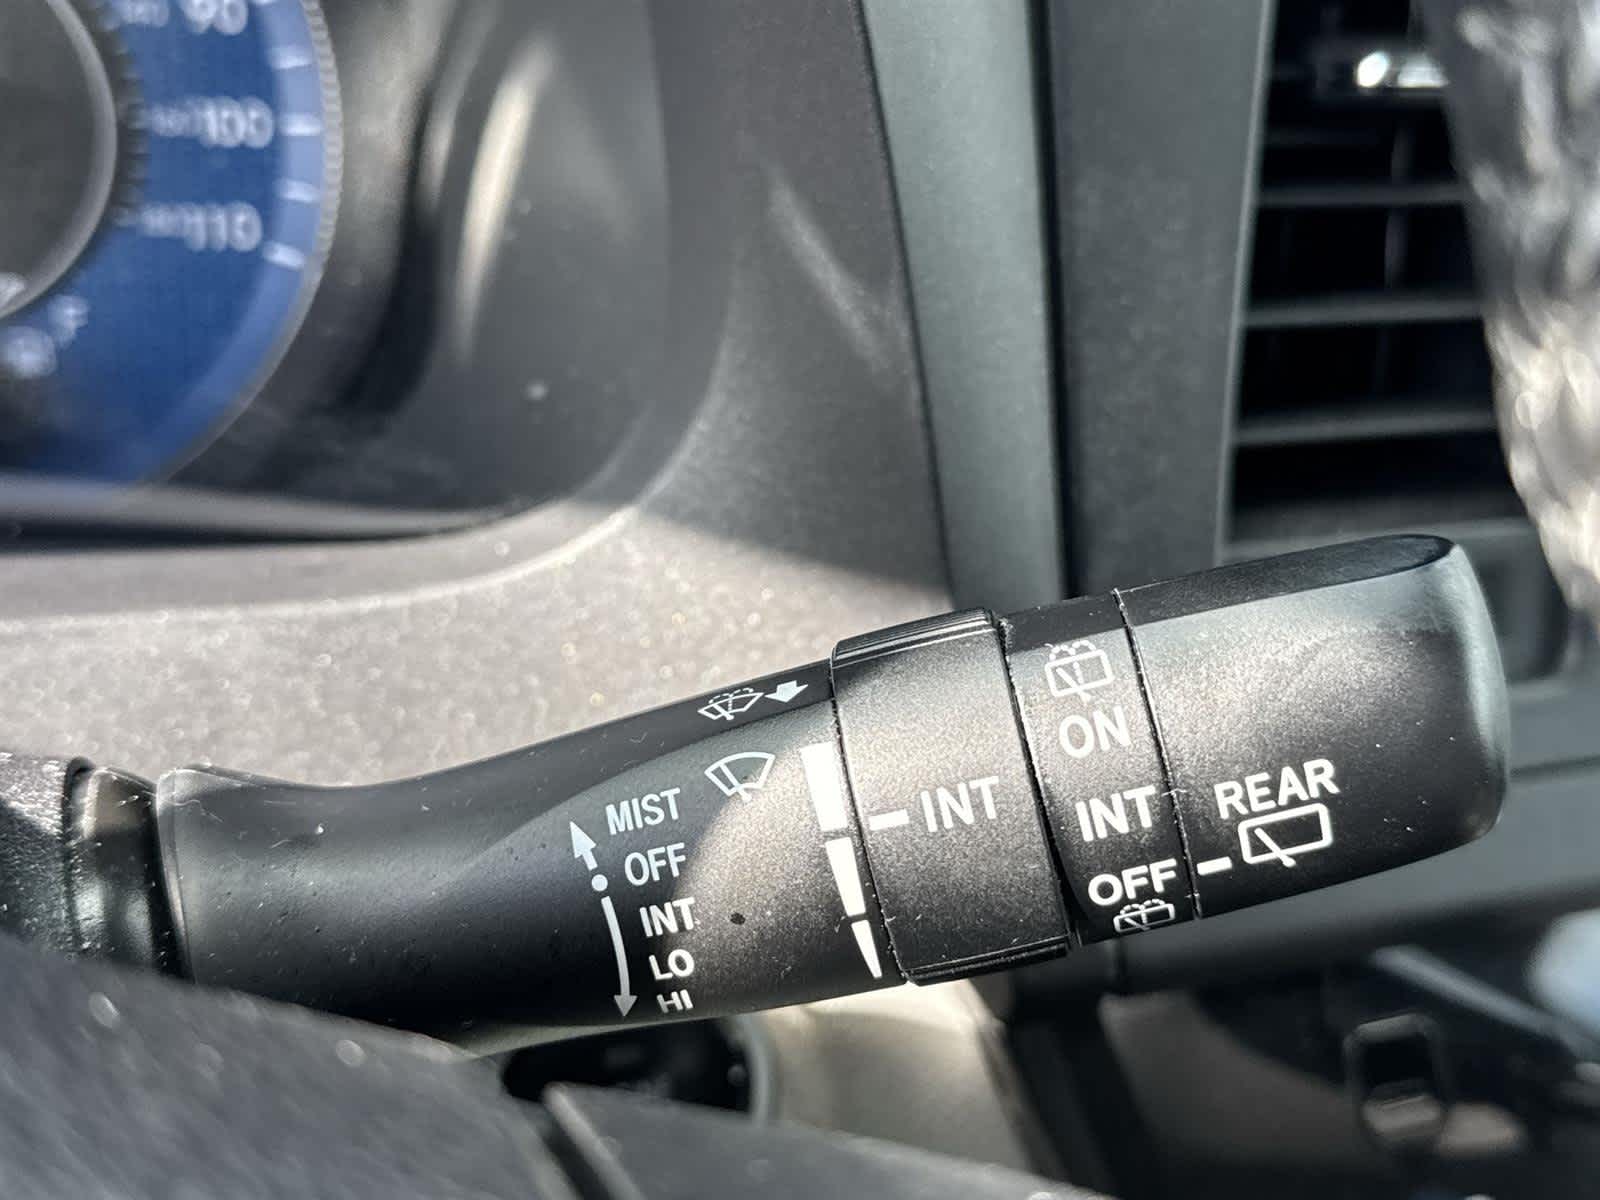 90
100
110
°F
MIST
OFF
INT
LO
HI
INT
ON
INT
OFF
REAR